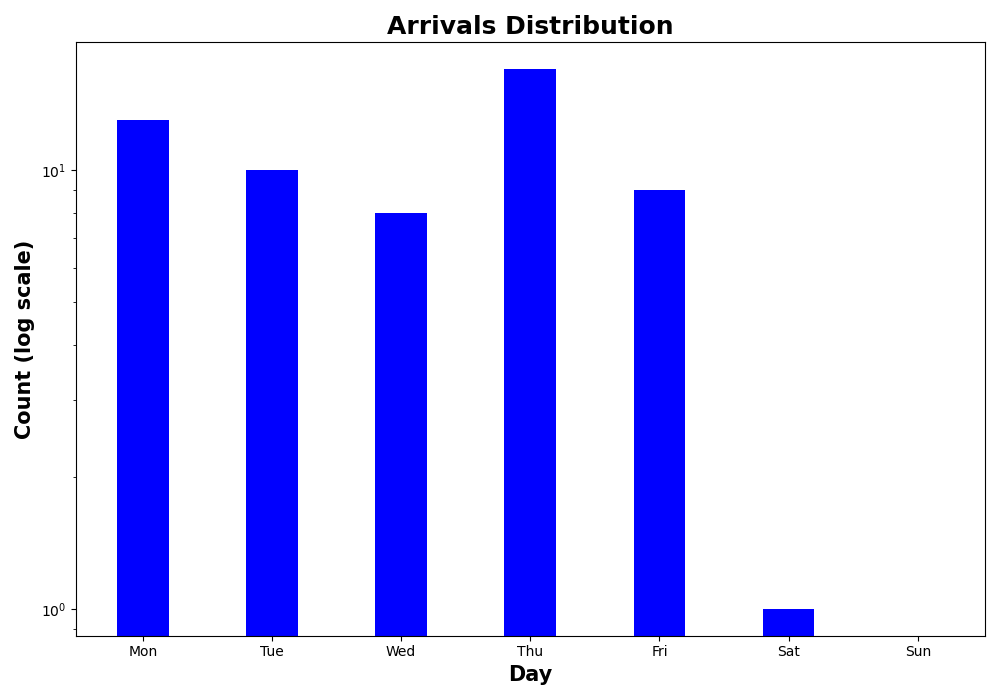 Arrivals Distribution
Count (log scale)
10¹
10⁰
Mon Tue Wed Thu Fri Sat Sun
Day